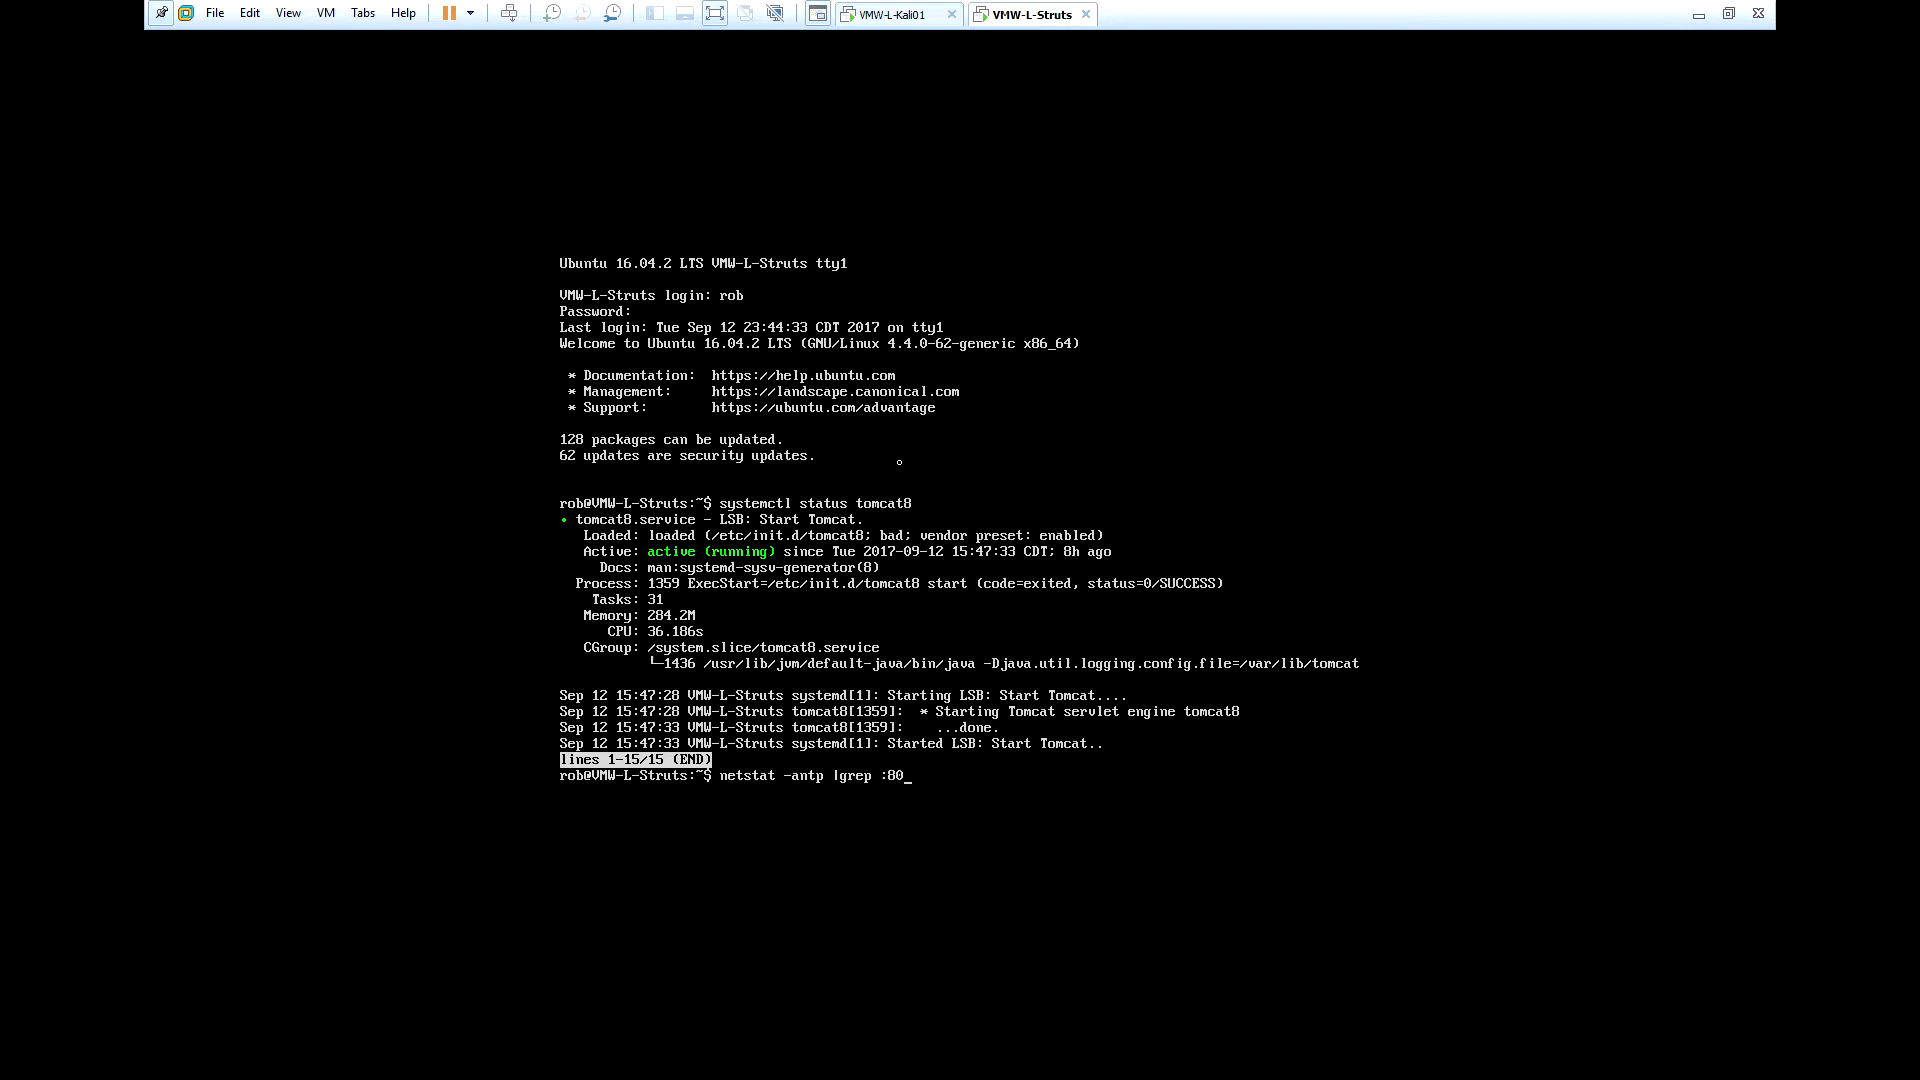 File Edit View VM Tabs Help VMW-L-Kali01 VMW-L-Struts
Ubuntu 16.04.2 LTS VMW-L-Struts tty1
VMW-L-Struts login: rob
Password:
Last login: Tue Sep 12 23:44:33 CDT 2017 on tty1
Welcome to Ubuntu 16.04.2 LTS (GNU/Linux 4.4.0-62-generic x86_64)
* Documentation: https://help.ubuntu.com
* Management: https://landscape.canonical.com
* Support: https://ubuntu.com/advantage
128 packages can be updated.
62 updates are security updates.
rob@VMW-L-Struts:~$ systemctl status tomcat8
• tomcat8.service - LSB: Start Tomcat.
Loaded: loaded (/etc/init.d/tomcat8; bad; vendor preset: enabled)
Active: active (running) since Tue 2017-09-12 15:47:33 CDT; 8h ago
Docs: man:systemd-sysv-generator(8)
Process: 1359 ExecStart=/etc/init.d/tomcat8 start (code=exited, status=0/SUCCESS)
Tasks: 31
Memory: 284.2M
CPU: 36.186s
CGroup: /system.slice/tomcat8.service
└─1436 /usr/lib/jvm/default-java/bin/java -Djava.util.logging.config.file=/var/lib/tomcat
Sep 12 15:47:28 VMW-L-Struts systemd[1]: Starting LSB: Start Tomcat....
Sep 12 15:47:28 VMW-L-Struts tomcat8[1359]: * Starting Tomcat servlet engine tomcat8
Sep 12 15:47:33 VMW-L-Struts tomcat8[1359]: ...done.
Sep 12 15:47:33 VMW-L-Struts systemd[1]: Started LSB: Start Tomcat..
lines 1-15/15 (END)
rob@VMW-L-Struts:~$ netstat -antp |grep :80_